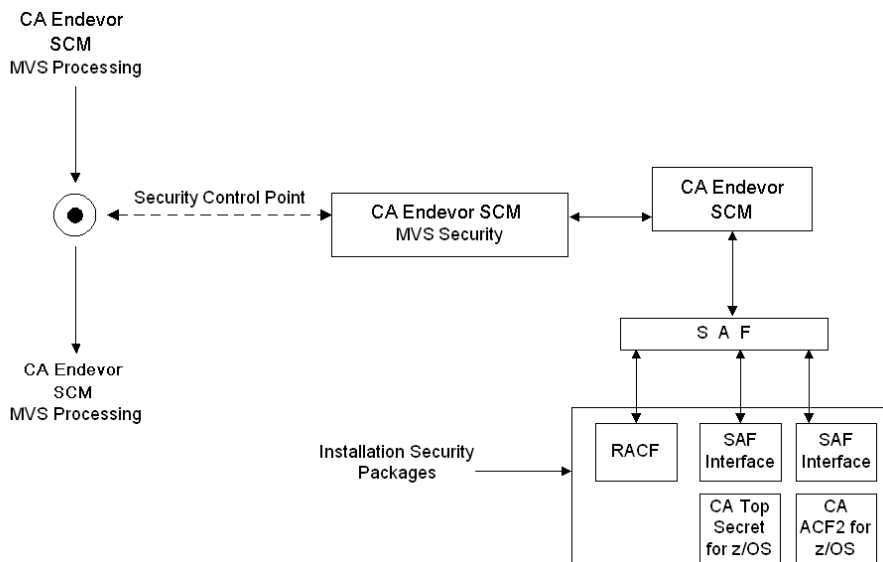 CA Endevor
SCM
MVS Processing
Security Control Point
CA Endevor SCM
MVS Security
CA Endevor
SCM
S A F
CA Endevor
SCM
MVS Processing
Installation Security
Packages
RACF
SAF
Interface
SAF
Interface
CA Top
Secret
for z/OS
CA
ACF2 for
z/OS